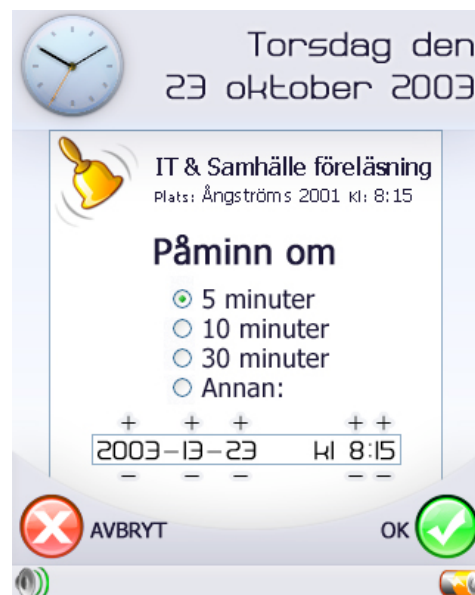 Torsdag den
23 oktober 2003
IT & Samhälle föreläsning
Plats: Ångströms 2001 Kl: 8:15
Påminn om
5 minuter
10 minuter
30 minuter
Annan:
+ + + + +
2003-13-23 kl 8:15
– – – – –
AVBRYT OK